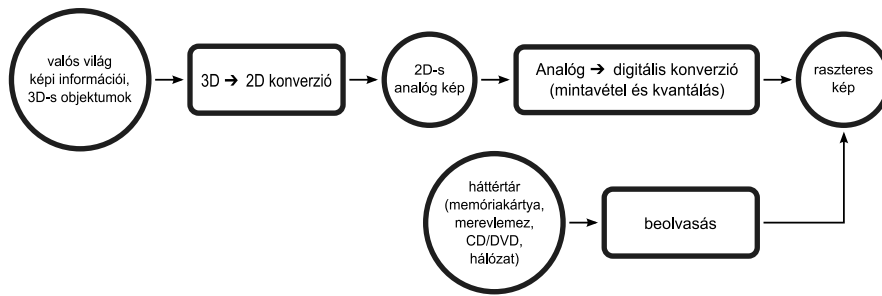 valós világ
képi információi,
3D-s objektumok
3D → 2D konverzió
2D-s
analóg kép
Analóg → digitális konverzió
(mintavétel és kvantálás)
raszteres
kép
háttértár
(memóriakártya,
merevlemez,
CD/DVD,
hálózat)
beolvasás